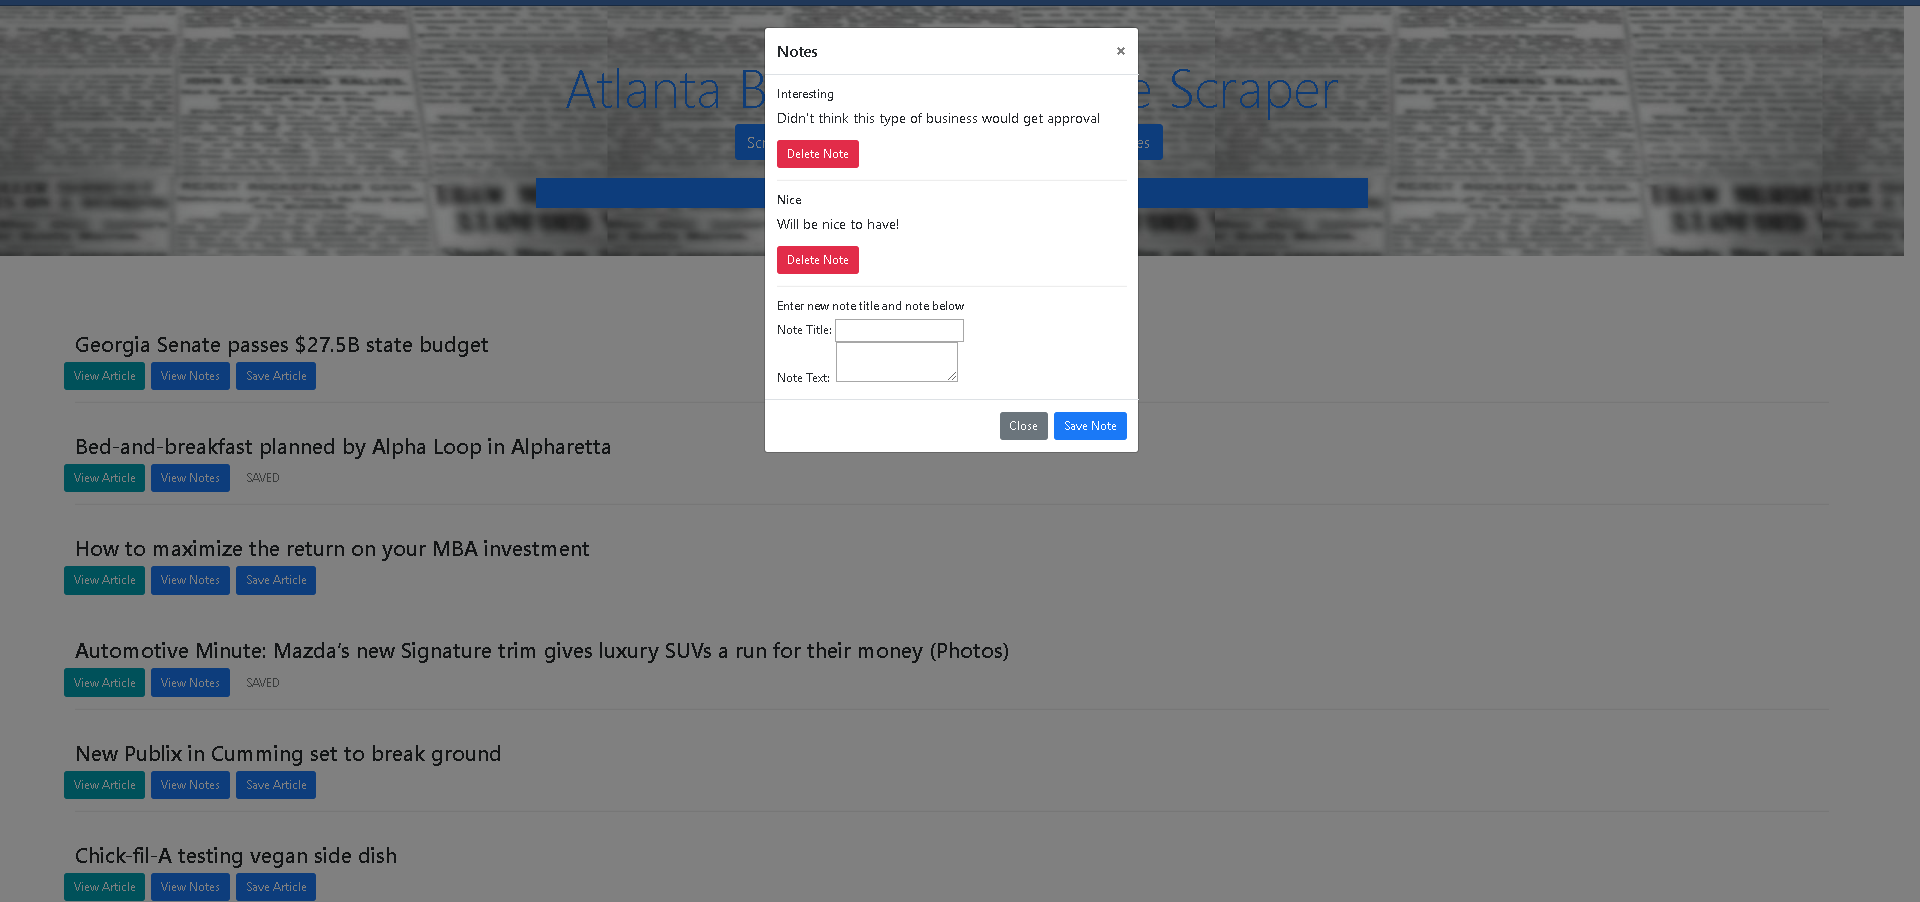 Notes ×
Atlanta B e Scraper
Interesting
Didn't think this type of business would get approval
Scr es
Delete Note
Nice
Will be nice to have!
Delete Note
Enter new note title and note below
Note Title:
Note Text:
Close Save Note
Georgia Senate passes $27.5B state budget
View Article View Notes Save Article
Bed-and-breakfast planned by Alpha Loop in Alpharetta
View Article View Notes SAVED
How to maximize the return on your MBA investment
View Article View Notes Save Article
Automotive Minute: Mazda’s new Signature trim gives luxury SUVs a run for their money (Photos)
View Article View Notes SAVED
New Publix in Cumming set to break ground
View Article View Notes Save Article
Chick-fil-A testing vegan side dish
View Article View Notes Save Article